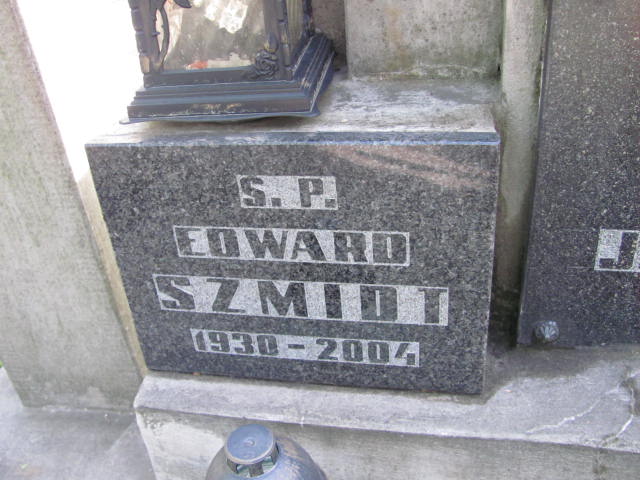 S. P.
EDWARD
SZMIDT
1930 - 2004